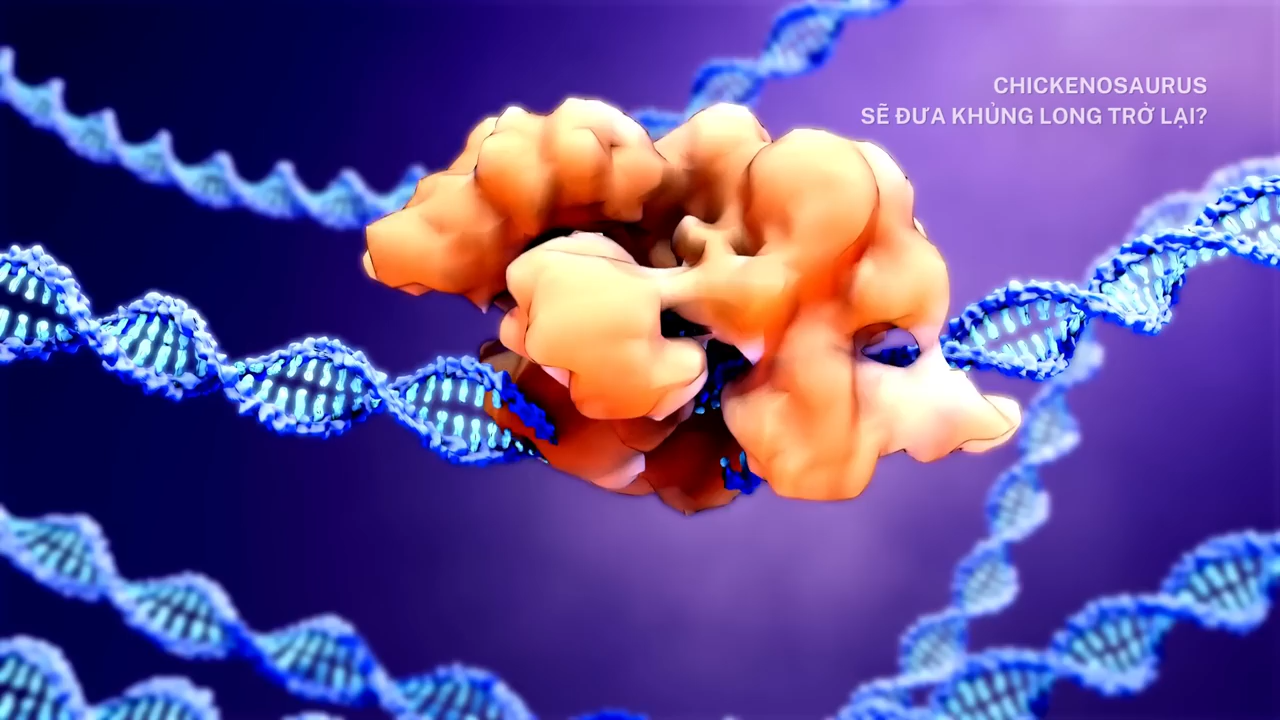 CHICKENOSAURUS
SẼ ĐƯA KHỦNG LONG TRỞ LẠI?